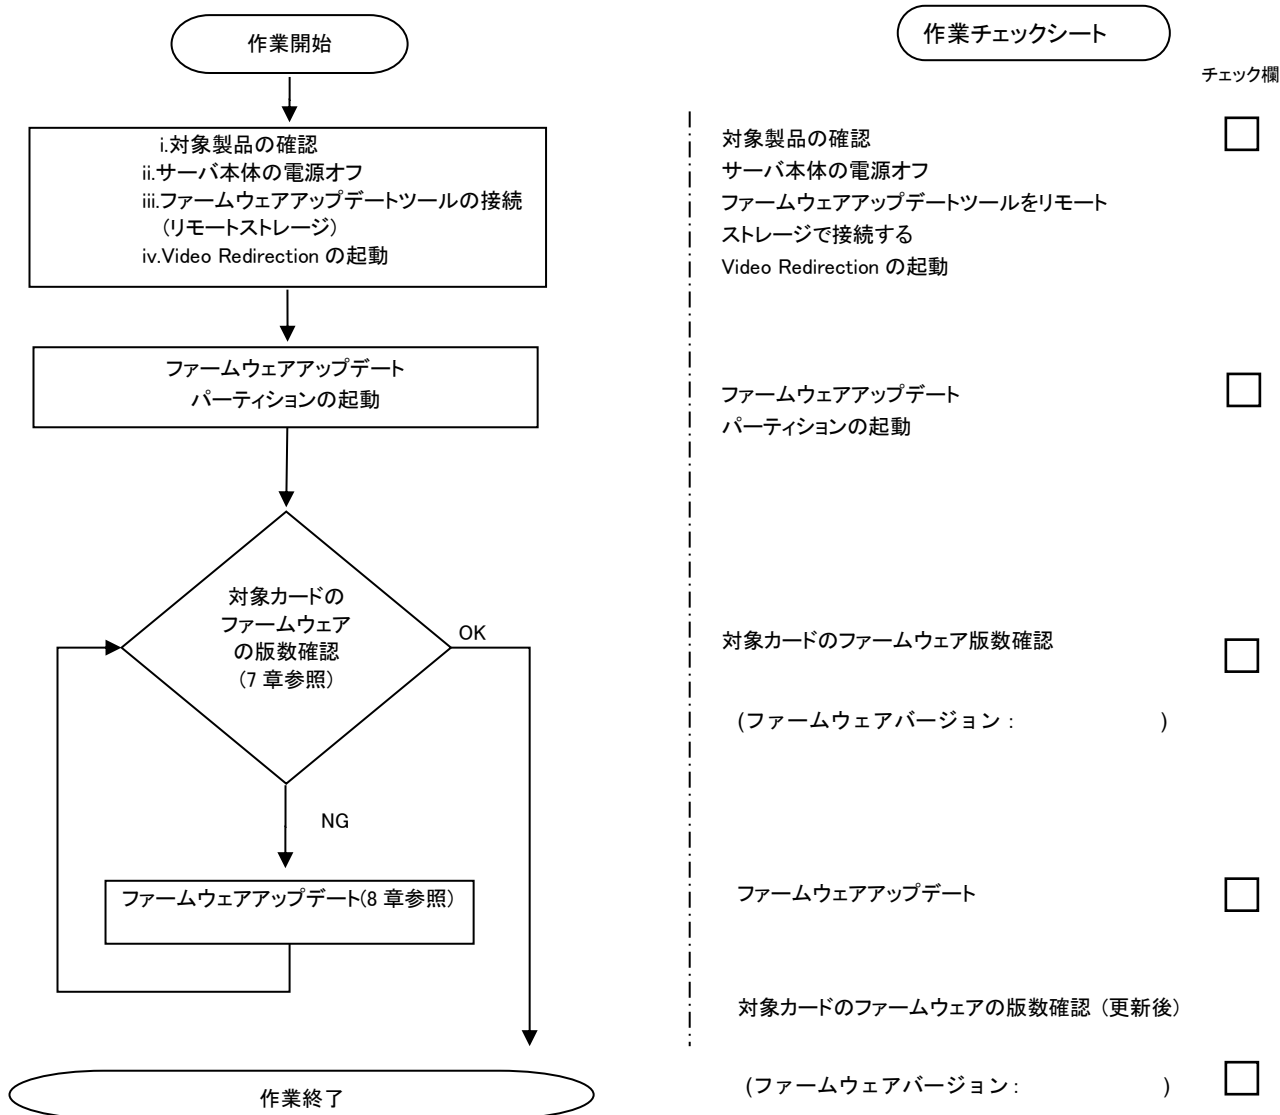 作業開始
i.対象製品の確認
ii.サーバ本体の電源オフ
iii.ファームウェアアップデートツールの接続
(リモートストレージ)
iv.Video Redirection の起動
ファームウェアアップデート
パーティションの起動
対象カードの
ファームウェア
の版数確認
(7 章参照)
OK
NG
ファームウェアアップデート(8 章参照)
作業終了
作業チェックシート
チェック欄
対象製品の確認
サーバ本体の電源オフ
ファームウェアアップデートツールをリモート
ストレージで接続する
Video Redirection の起動
ファームウェアアップデート
パーティションの起動
対象カードのファームウェア版数確認
(ファームウェアバージョン : )
ファームウェアアップデート
対象カードのファームウェアの版数確認 (更新後)
(ファームウェアバージョン : )